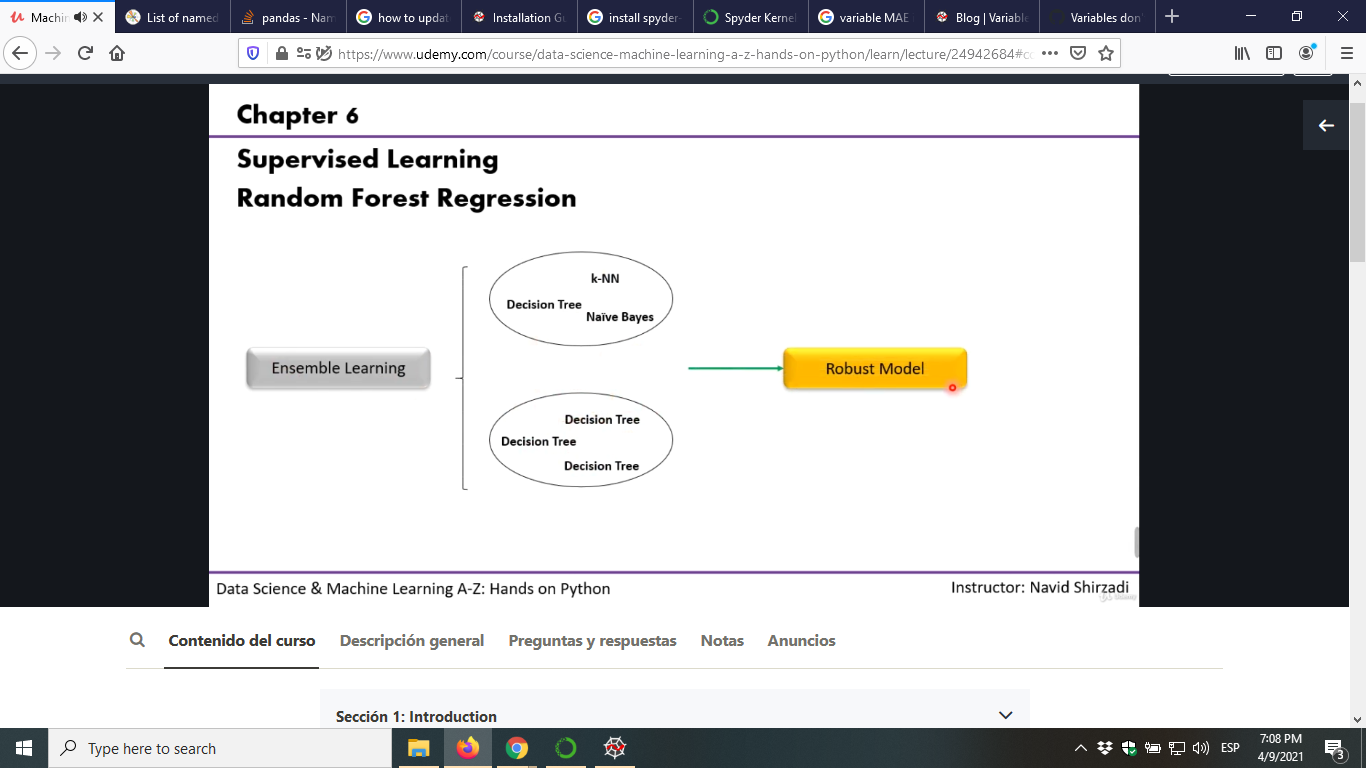 Machin
List of named
pandas - Nam
how to updat
Installation Gu
install spyder-
Spyder Kernel
variable MAE
Blog | Variable
Variables don'
https://www.udemy.com/course/data-science-machine-learning-a-z-hands-on-python/learn/lecture/24942684#co
Chapter 6
Supervised Learning
Random Forest Regression
k-NN
Decision Tree
Naïve Bayes
Ensemble Learning
Robust Model
Decision Tree
Decision Tree
Decision Tree
Data Science & Machine Learning A-Z: Hands on Python
Instructor: Navid Shirzadi
Contenido del curso
Descripción general
Preguntas y respuestas
Notas
Anuncios
Sección 1: Introduction
Type here to search
ESP
7:08 PM
4/9/2021
3